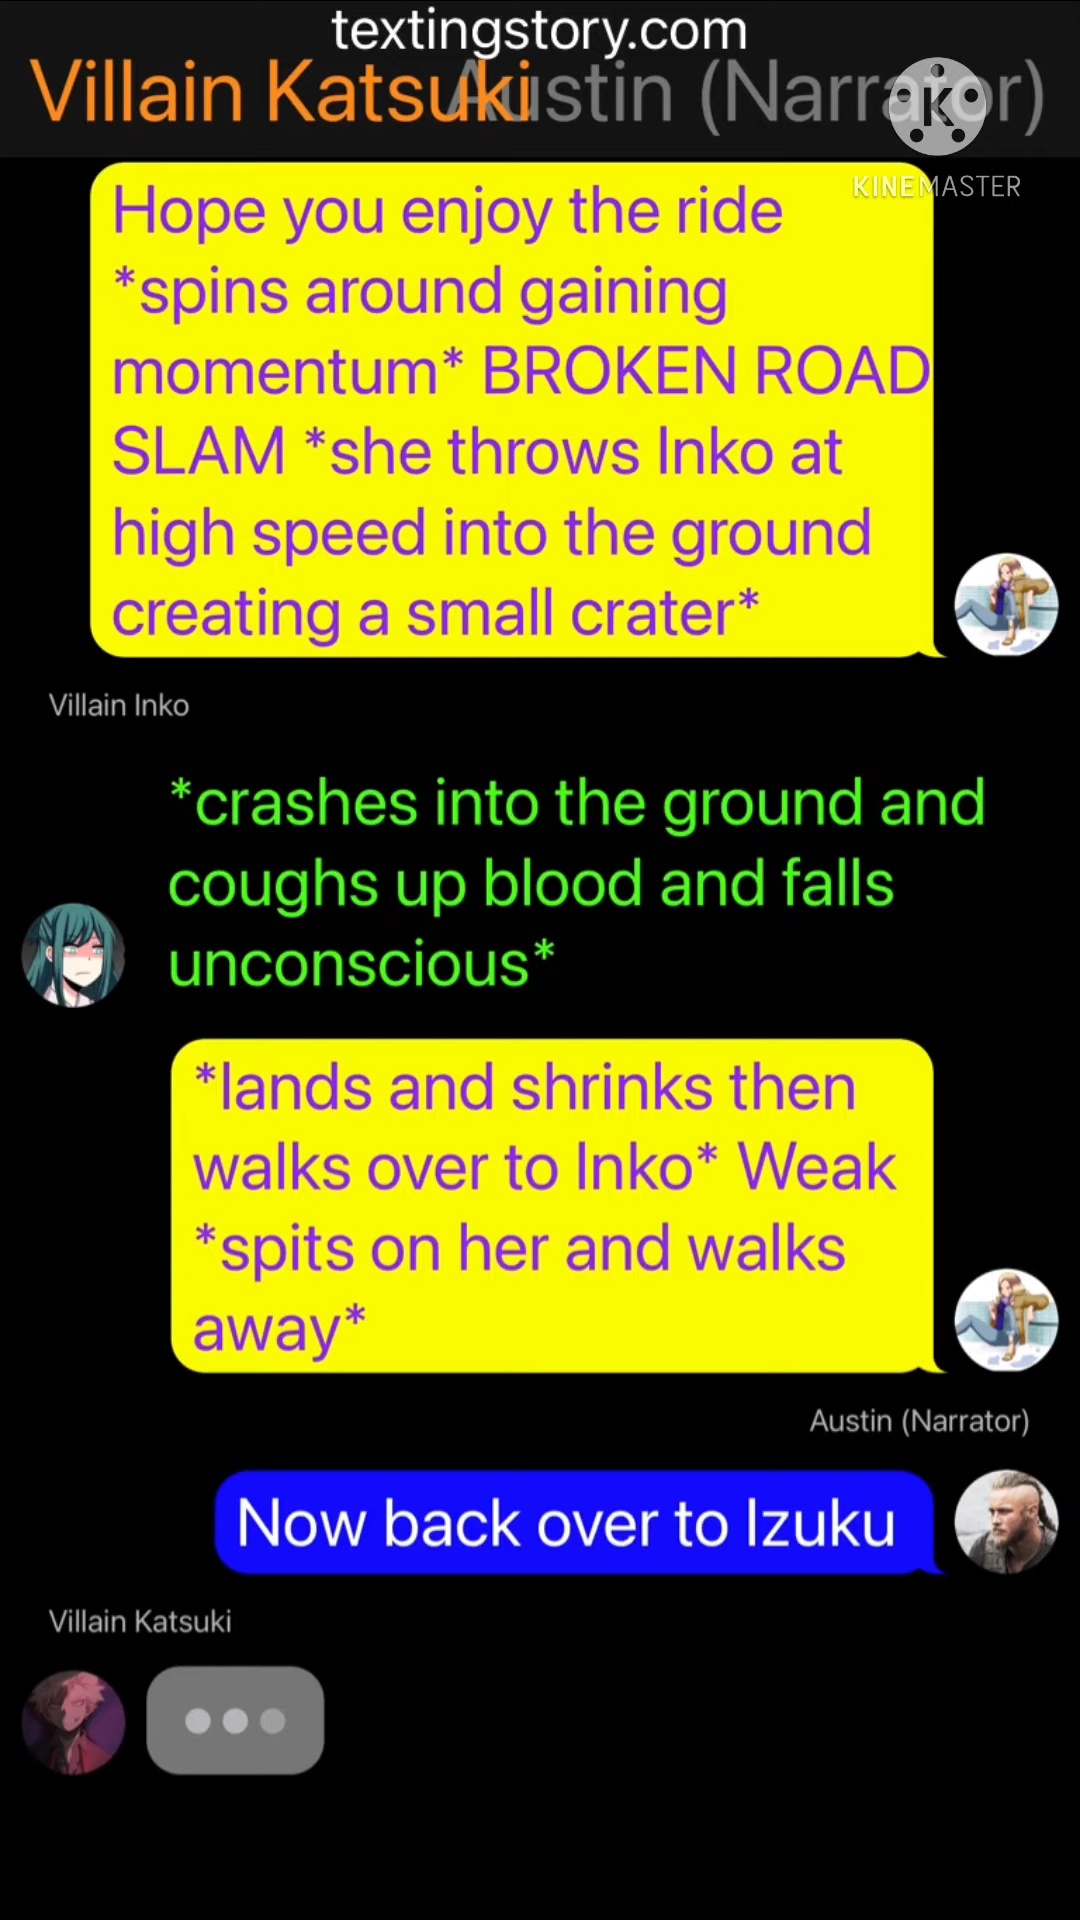 textingstory.com
Villain Katsuki Austin (Narrator)
K
KINEMASTER
Hope you enjoy the ride
*spins around gaining
momentum* BROKEN ROAD
SLAM *she throws Inko at
high speed into the ground
creating a small crater*
Villain Inko
*crashes into the ground and
coughs up blood and falls
unconscious*
*lands and shrinks then
walks over to Inko* Weak
*spits on her and walks
away*
Austin (Narrator)
Now back over to Izuku
Villain Katsuki